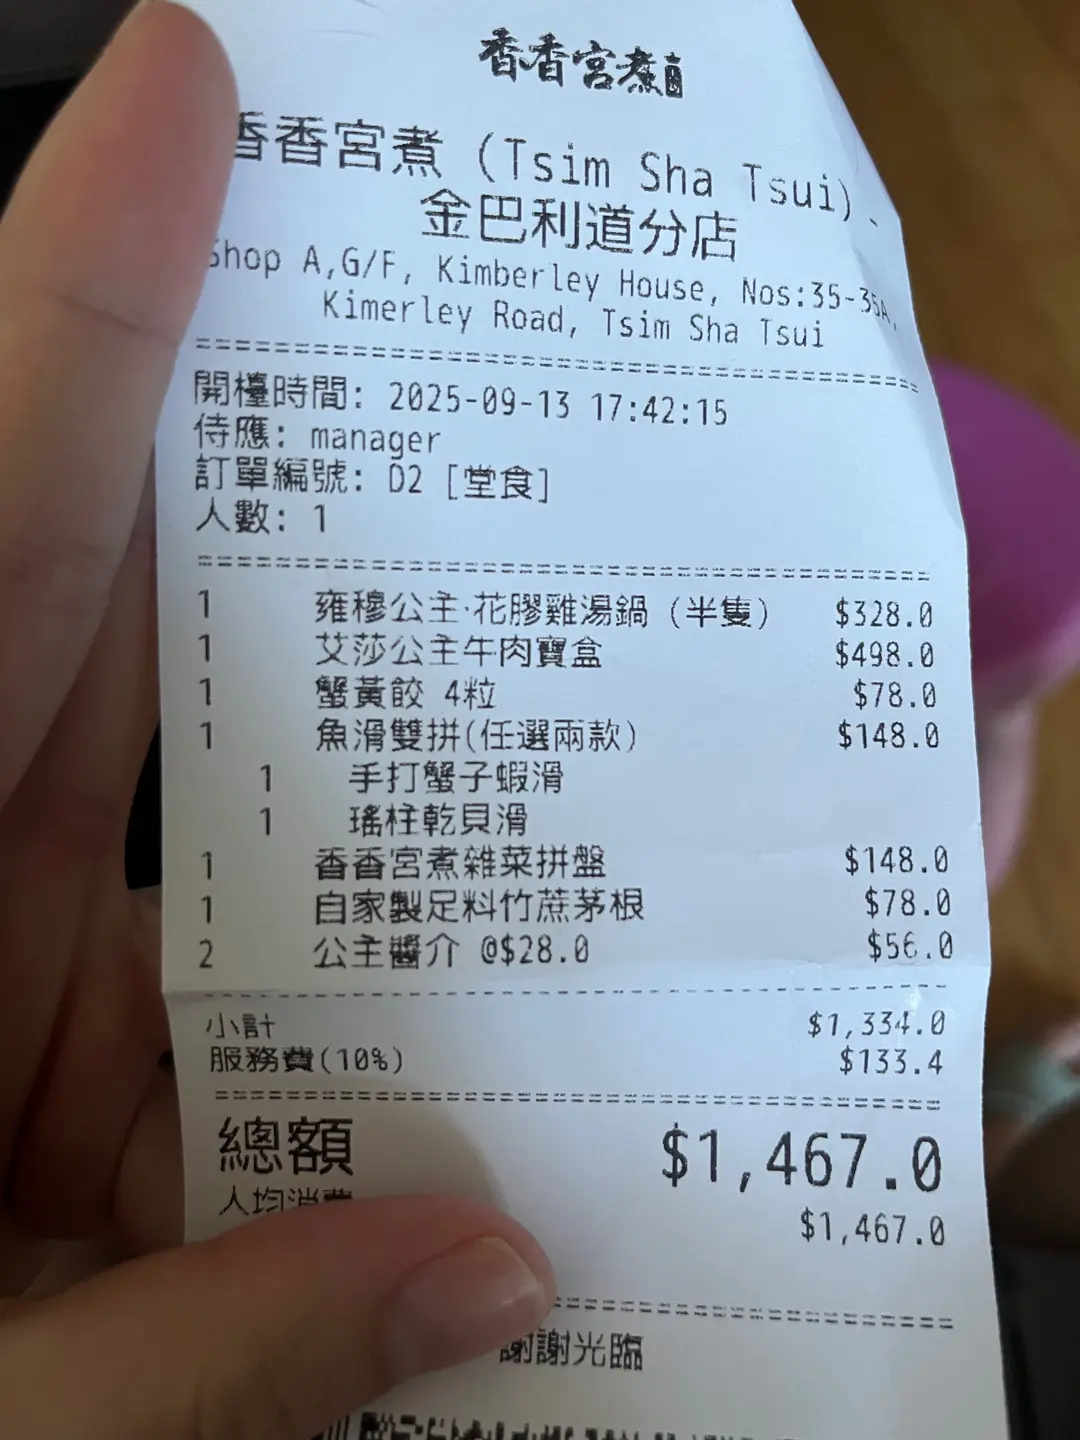 香香宮煮
香香宮煮 (Tsim Sha Tsui)、
金巴利道分店
Shop A,G/F, Kimberley House, Nos:35-35A,
Kimerley Road, Tsim Sha Tsui
開檯時間: 2025-09-13 17:42:15
侍應: manager
訂單編號: D2 [堂食]
人數: 1
1 雍穆公主·花膠雞湯鍋 (半隻) $328.0
1 艾莎公主牛肉寶盒 $498.0
1 蟹黃餃 4粒 $78.0
1 魚滑雙拼(任選兩款) $148.0
1 手打蟹子蝦滑
1 瑤柱乾貝滑
1 香香宮煮雜菜拼盤 $148.0
1 自家製足料竹蔗茅根 $78.0
2 公主醬介 @$28.0 $56.0
小計 $1,334.0
服務費(10%) $133.4
總額 $1,467.0
人均消費 $1,467.0
謝謝光臨